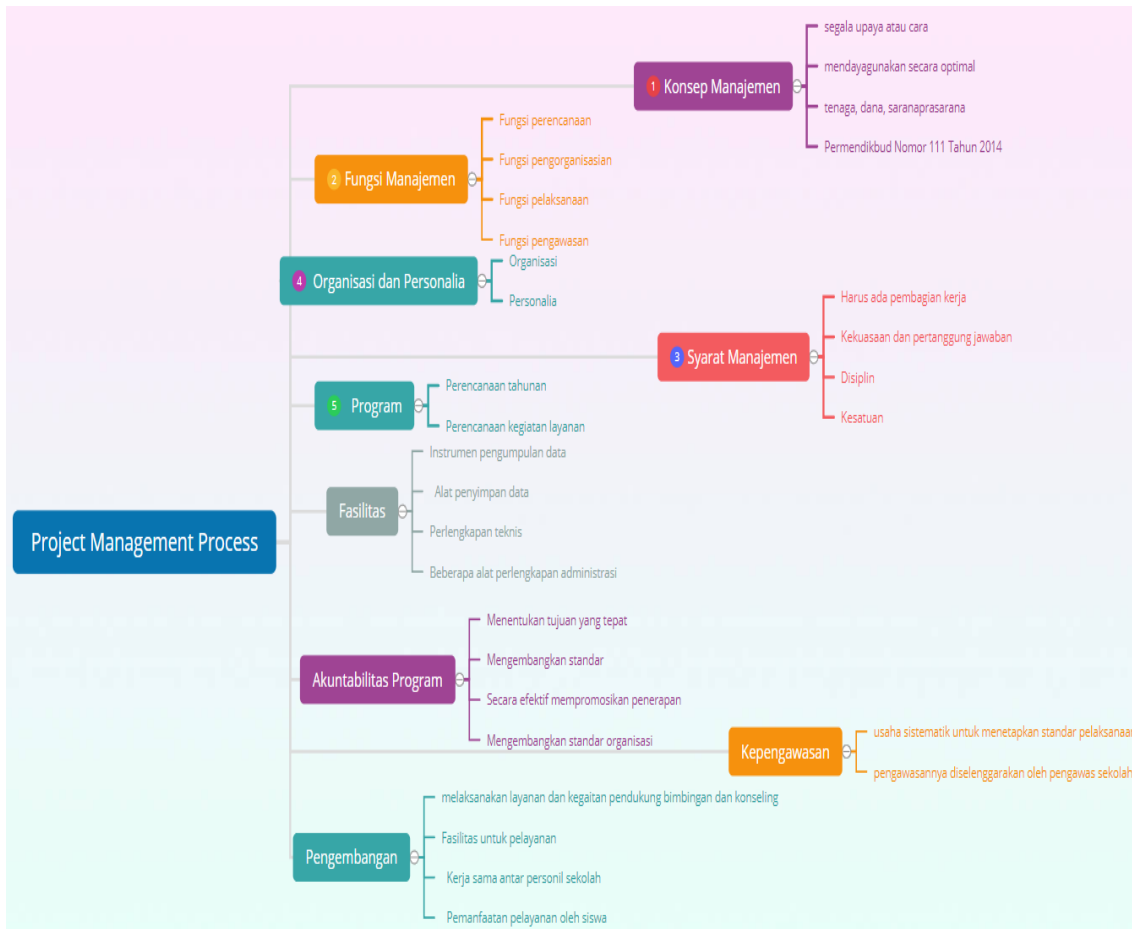 Project Management Process
1 Konsep Manajemen
segala upaya atau cara
mendayagunakan secara optimal
tenaga, dana, saranaprasarana
Permendikbud Nomor 111 Tahun 2014
2 Fungsi Manajemen
Fungsi perencanaan
Fungsi pengorganisasian
Fungsi pelaksanaan
Fungsi pengawasan
4 Organisasi dan Personalia
Organisasi
Personalia
3 Syarat Manajemen
Harus ada pembagian kerja
Kekuasaan dan pertanggung jawaban
Disiplin
Kesatuan
5 Program
Perencanaan tahunan
Perencanaan kegiatan layanan
Fasilitas
Instrumen pengumpulan data
Alat penyimpan data
Perlengkapan teknis
Beberapa alat perlengkapan administrasi
Akuntabilitas Program
Menentukan tujuan yang tepat
Mengembangkan standar
Secara efektif mempromosikan penerapan
Mengembangkan standar organisasi
Kepengawasan
usaha sistematik untuk menetapkan standar pelaksanaan
pengawasannya diselenggarakan oleh pengawas sekolah
Pengembangan
melaksanakan layanan dan kegaitan pendukung bimbingan dan konseling
Fasilitas untuk pelayanan
Kerja sama antar personil sekolah
Pemanfaatan pelayanan oleh siswa